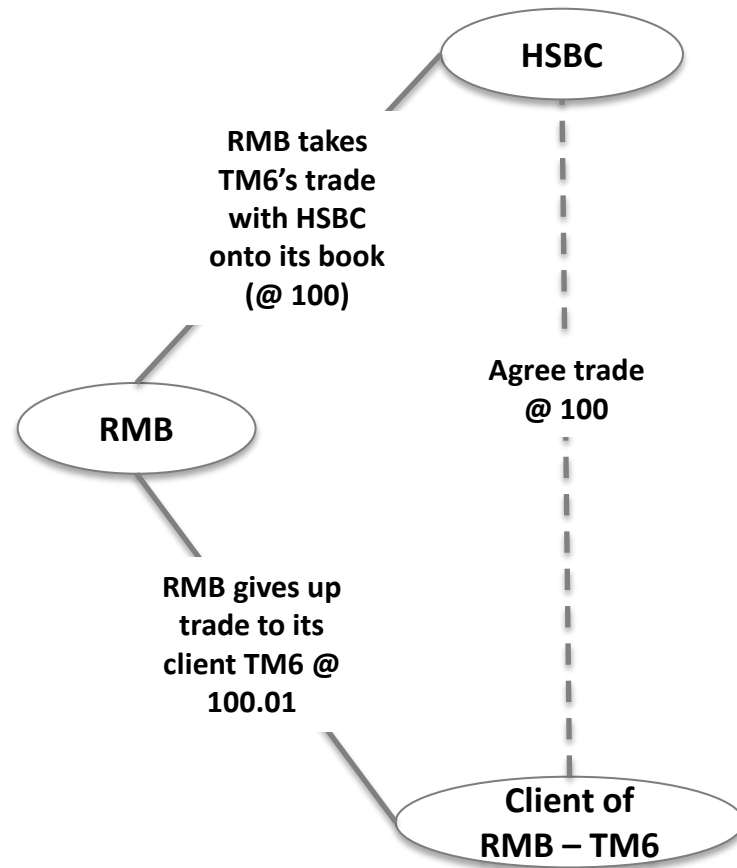 HSBC
RMB takes
TM6’s trade
with HSBC
onto its book
(@ 100)
Agree trade
@ 100
RMB
RMB gives up
trade to its
client TM6 @
100.01
Client of
RMB – TM6